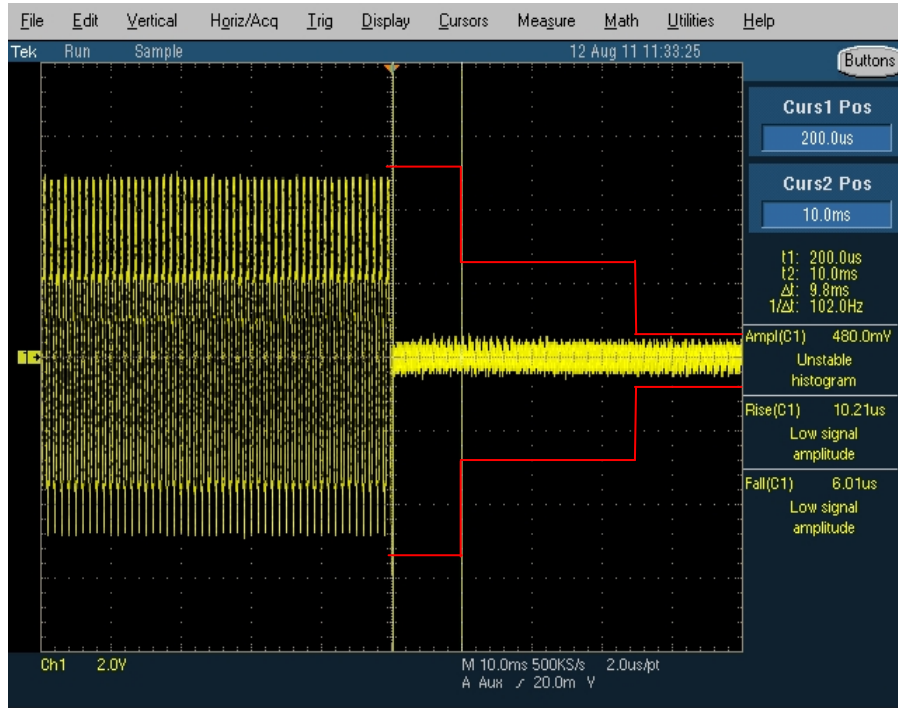 File Edit Vertical Horiz/Acq Trig Display Cursors Measure Math Utilities Help
Tek Run Sample 12 Aug 11 11:33:25
Buttons
Curs1 Pos
200.0us
Curs2 Pos
10.0ms
t1: 200.0us
t2: 10.0ms
Δt: 9.8ms
1/Δt: 102.0Hz
1
Ampl(C1) 480.0mV
Unstable
histogram
Rise(C1) 10.21us
Low signal
amplitude
Fall(C1) 6.01us
Low signal
amplitude
Ch1 2.0V
M 10.0ms 500KS/s 2.0us/pt
A Aux 20.0m V